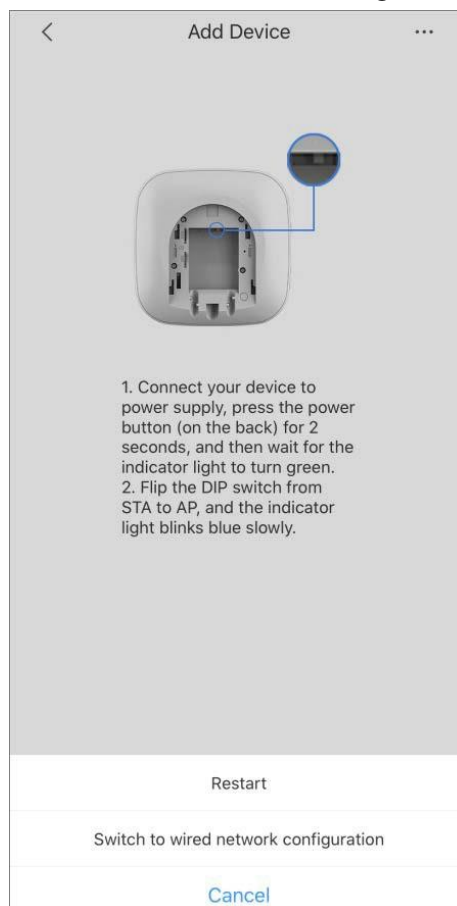 Add Device
1. Connect your device to
power supply, press the power
button (on the back) for 2
seconds, and then wait for the
indicator light to turn green.
2. Flip the DIP switch from
STA to AP, and the indicator
light blinks blue slowly.
Restart
Switch to wired network configuration
Cancel